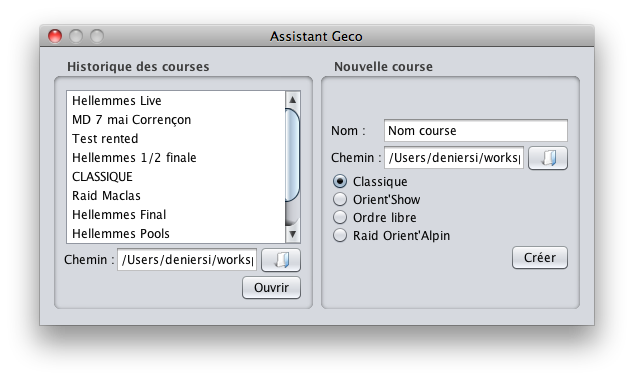 Assistant Geco
Historique des courses
Hellemmes Live
MD 7 mai Corrençon
Test rented
Hellemmes 1/2 finale
CLASSIQUE
Raid Maclas
Hellemmes Final
Hellemmes Pools
Chemin : /Users/deniersi/worksp
Ouvrir
Nouvelle course
Nom : Nom course
Chemin : /Users/deniersi/worksp
Classique
Orient'Show
Ordre libre
Raid Orient'Alpin
Créer